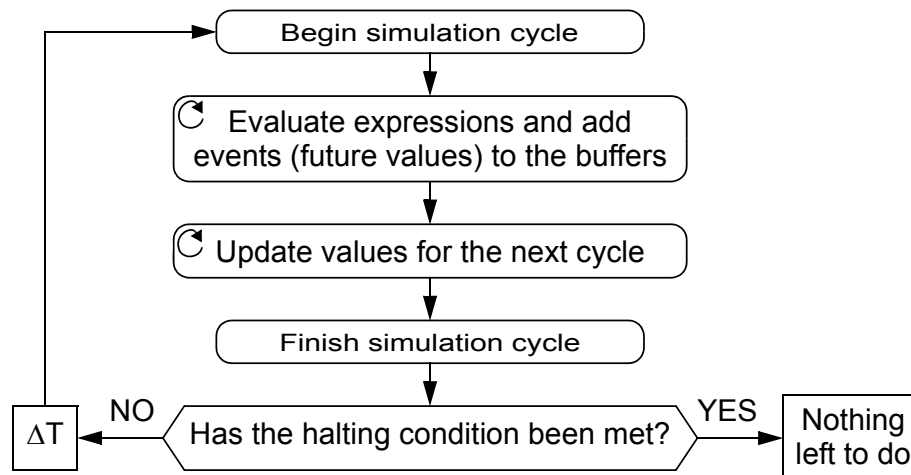 Begin simulation cycle
Evaluate expressions and add
events (future values) to the buffers
Update values for the next cycle
Finish simulation cycle
ΔT
NO
Has the halting condition been met?
YES
Nothing
left to do